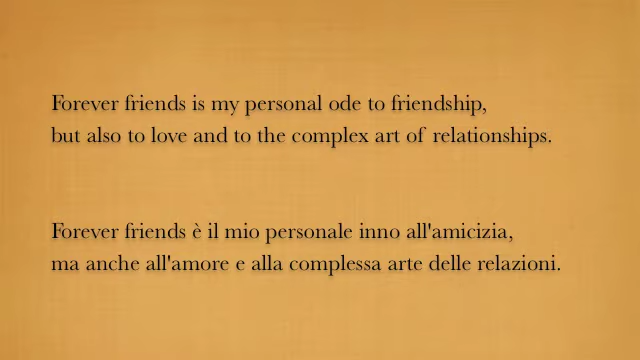 Forever friends is my personal ode to friendship,
but also to love and to the complex art of relationships.
Forever friends è il mio personale inno all'amicizia,
ma anche all'amore e alla complessa arte delle relazioni.